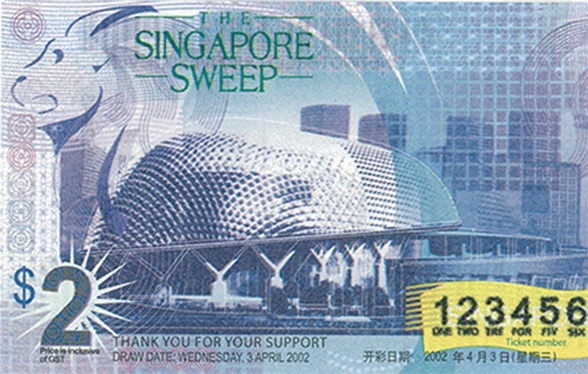 THE
SINGAPORE
SWEEP
$2
Price is inclusive
of GST
THANK YOU FOR YOUR SUPPORT
DRAW DATE: WEDNESDAY, 3 APRIL 2002
123456
ONE TWO TRE FOR FIV SIX
Ticket number
开彩日期: 2002 年 4 月 3 日 (星期三)